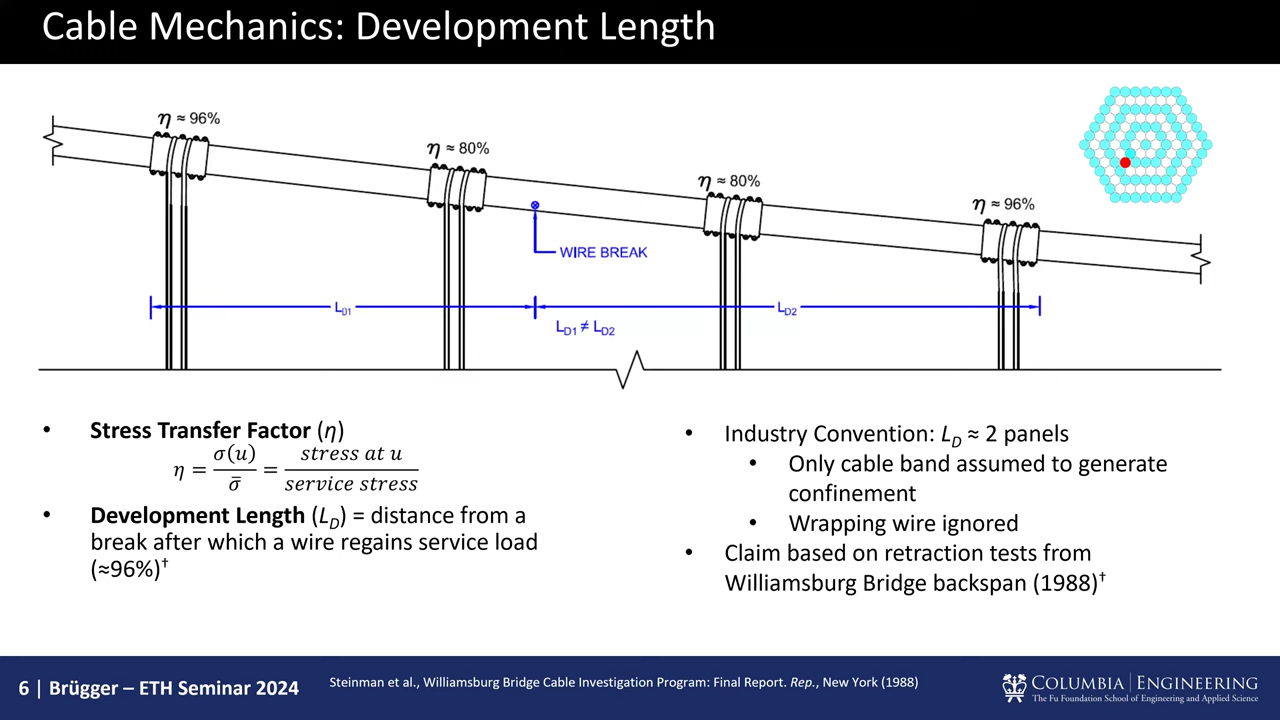 Cable Mechanics: Development Length
η ≈ 96%
η ≈ 80%
η ≈ 80%
η ≈ 96%
WIRE BREAK
L_D1
L_D2
L_D1 ≠ L_D2
• Stress Transfer Factor (η)
η = σ(u) / σ̄ = stress at u / service stress
• Development Length (L_D) = distance from a
break after which a wire regains service load
(≈96%)†
• Industry Convention: L_D ≈ 2 panels
• Only cable band assumed to generate
confinement
• Wrapping wire ignored
• Claim based on retraction tests from
Williamsburg Bridge backspan (1988)†
6 | Brügger – ETH Seminar 2024
Steinman et al., Williamsburg Bridge Cable Investigation Program: Final Report. Rep., New York (1988)
COLUMBIA | ENGINEERING
The Fu Foundation School of Engineering and Applied Science